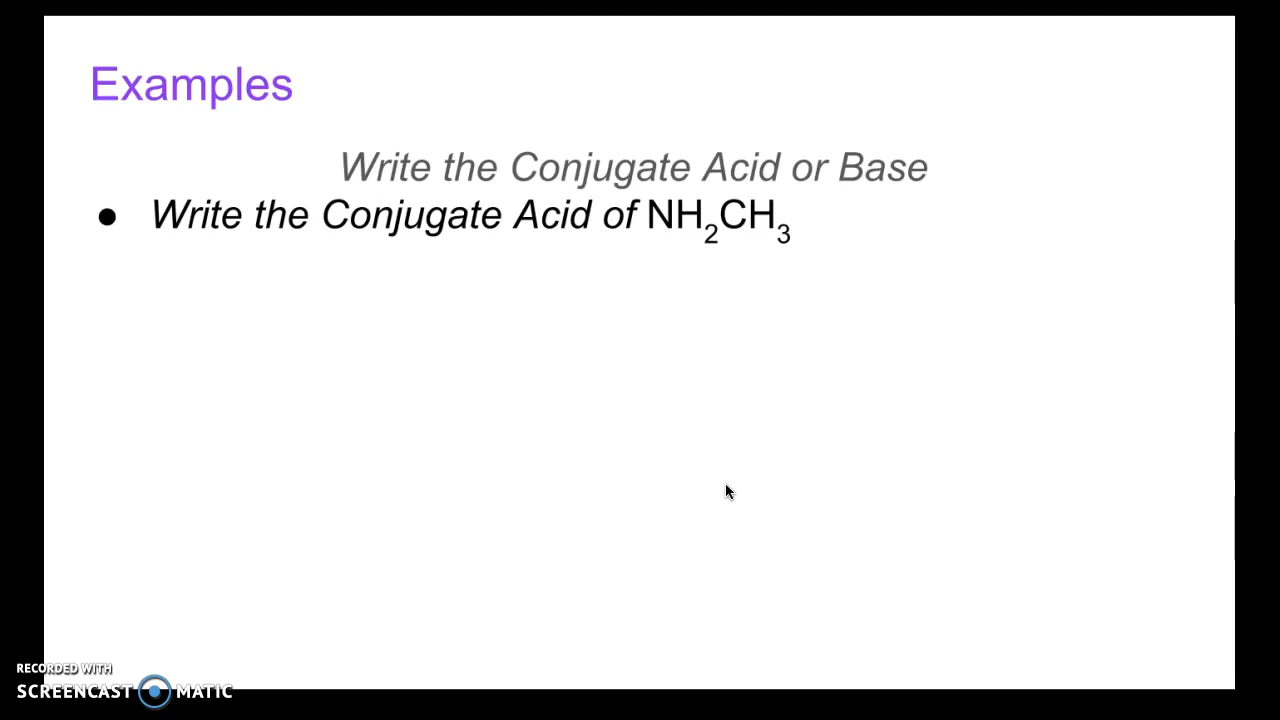 Examples
Write the Conjugate Acid or Base
● Write the Conjugate Acid of NH₂CH₃
RECORDED WITH
SCREENCAST MATIC